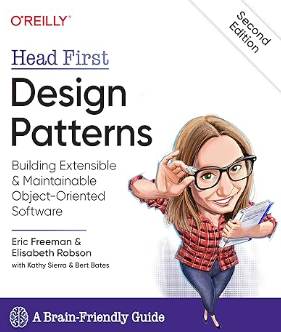 O'REILLY®
Second
Edition
Head First
Design
Patterns
Building Extensible
& Maintainable
Object-Oriented
Software
Eric Freeman &
Elisabeth Robson
with Kathy Sierra & Bert Bates
A Brain-Friendly Guide